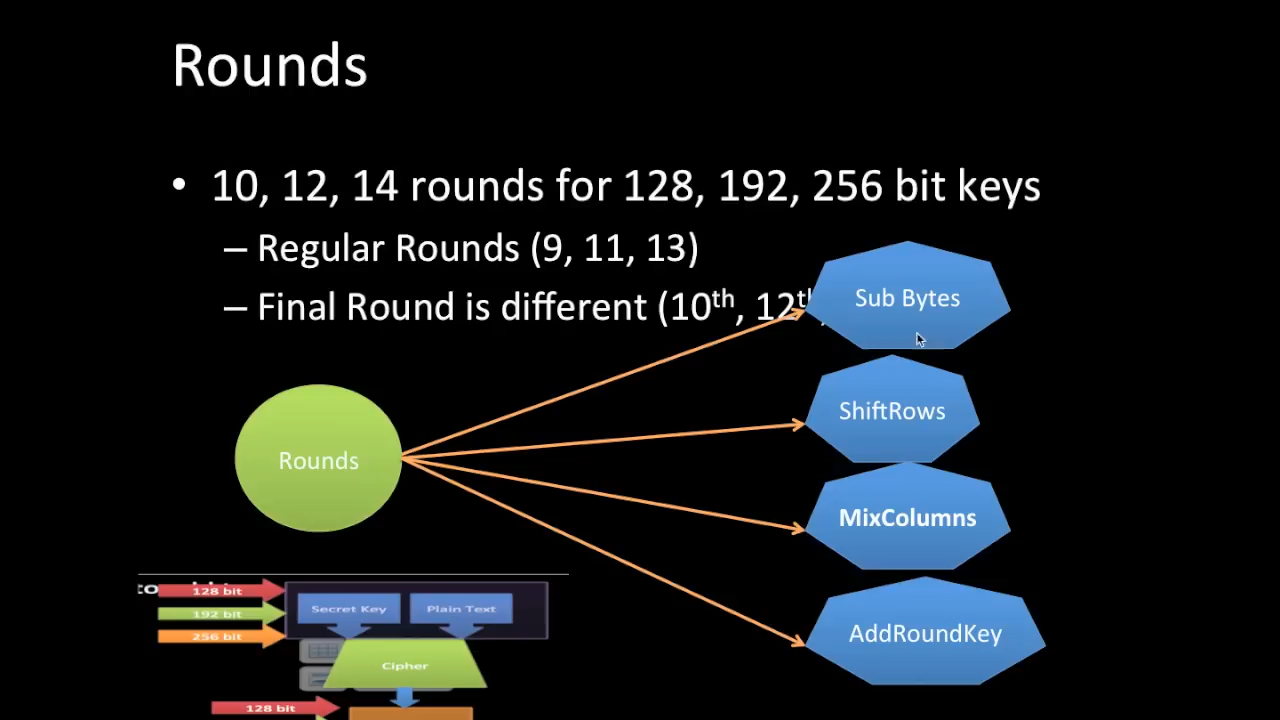 Rounds
• 10, 12, 14 rounds for 128, 192, 256 bit keys
– Regular Rounds (9, 11, 13)
– Final Round is different (10th, 12th,
Sub Bytes
ShiftRows
Rounds
MixColumns
AddRoundKey
128 bit
192 bit
256 bit
Secret Key
Plain Text
Cipher
128 bit